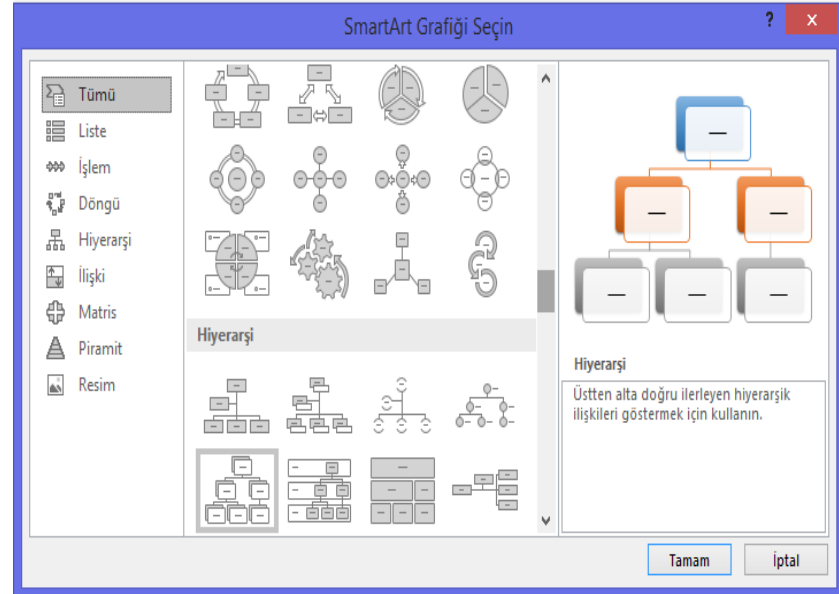 SmartArt Grafiği Seçin
?
x
Tümü
Liste
İşlem
Döngü
Hiyerarşi
İlişki
Matris
Piramit
Resim
Hiyerarşi
Hiyerarşi
Üstten alta doğru ilerleyen hiyerarşik
ilişkileri göstermek için kullanın.
Tamam
İptal